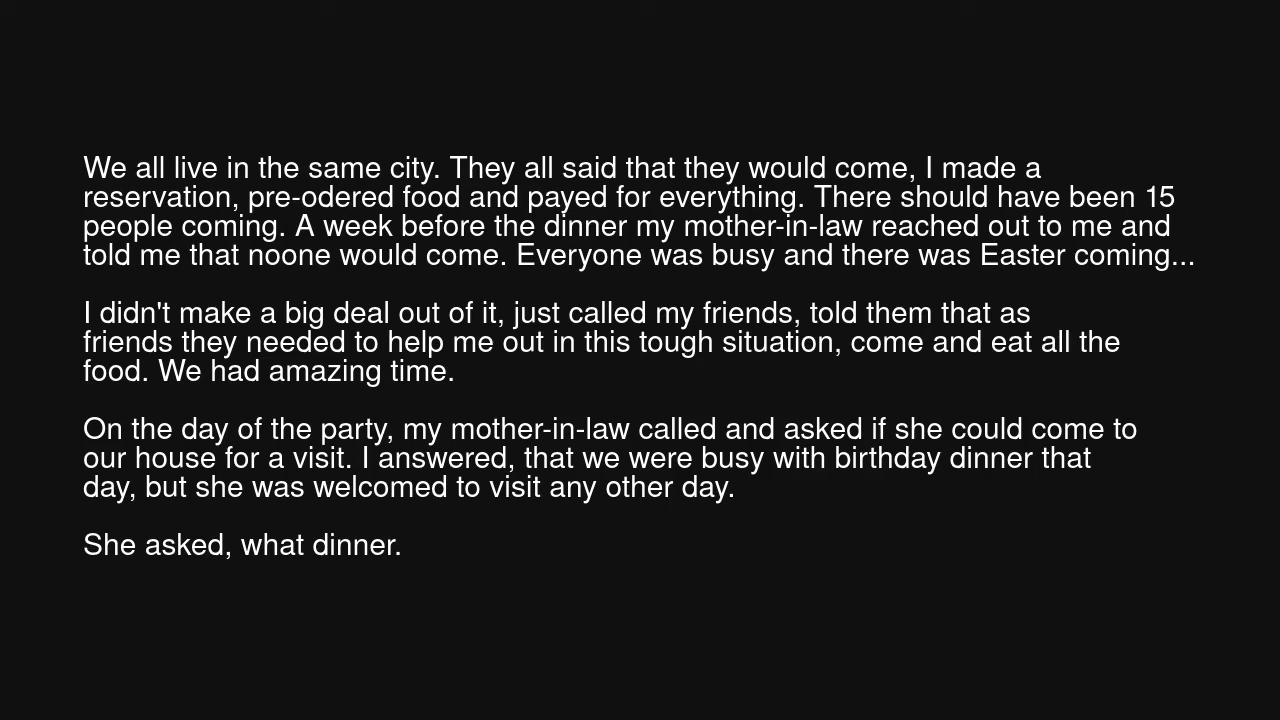 We all live in the same city. They all said that they would come, I made a
reservation, pre-odered food and payed for everything. There should have been 15
people coming. A week before the dinner my mother-in-law reached out to me and
told me that noone would come. Everyone was busy and there was Easter coming...
I didn't make a big deal out of it, just called my friends, told them that as
friends they needed to help me out in this tough situation, come and eat all the
food. We had amazing time.
On the day of the party, my mother-in-law called and asked if she could come to
our house for a visit. I answered, that we were busy with birthday dinner that
day, but she was welcomed to visit any other day.
She asked, what dinner.